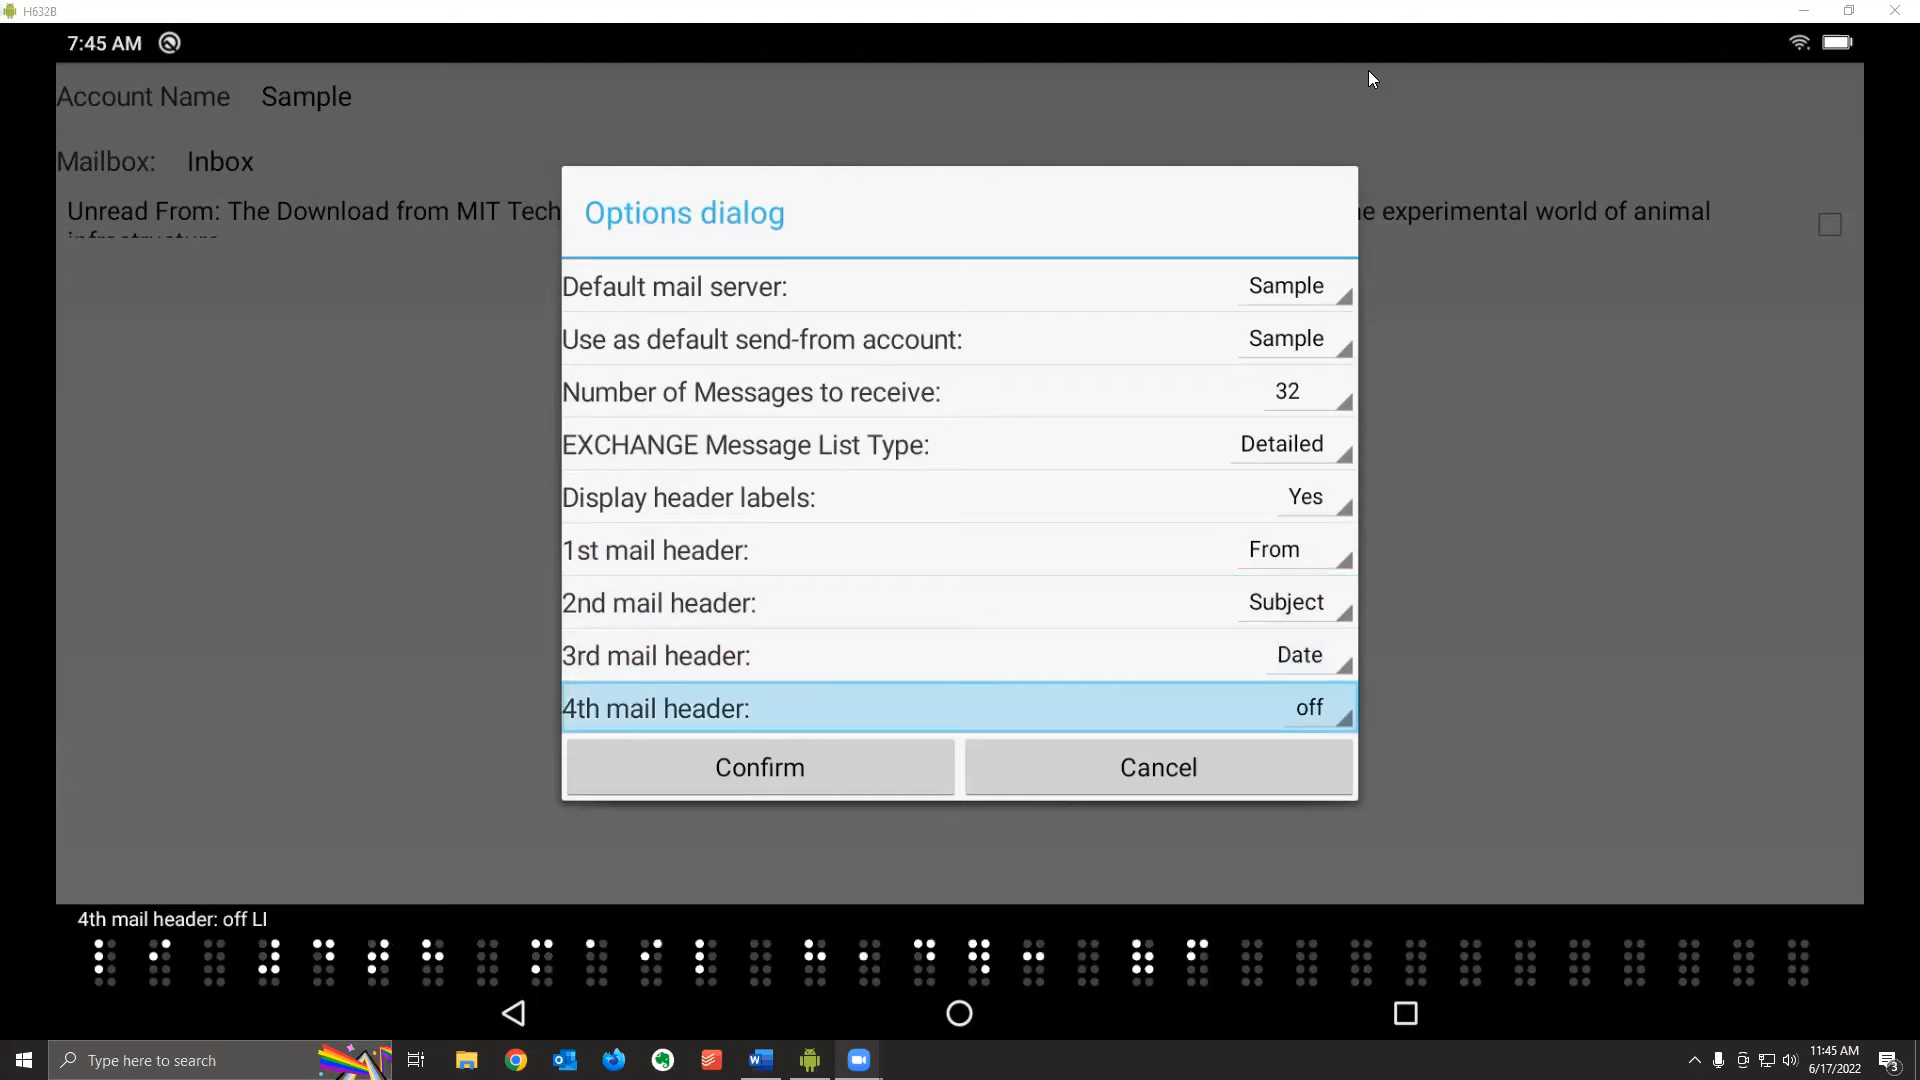 H632B
7:45 AM
Account Name Sample
Mailbox: Inbox
Unread From: The Download from MIT Tech
e experimental world of animal
Options dialog
Default mail server: Sample
Use as default send-from account: Sample
Number of Messages to receive: 32
EXCHANGE Message List Type: Detailed
Display header labels: Yes
1st mail header: From
2nd mail header: Subject
3rd mail header: Date
4th mail header: off
Confirm Cancel
4th mail header: off LI
Type here to search
11:45 AM
6/17/2022
3